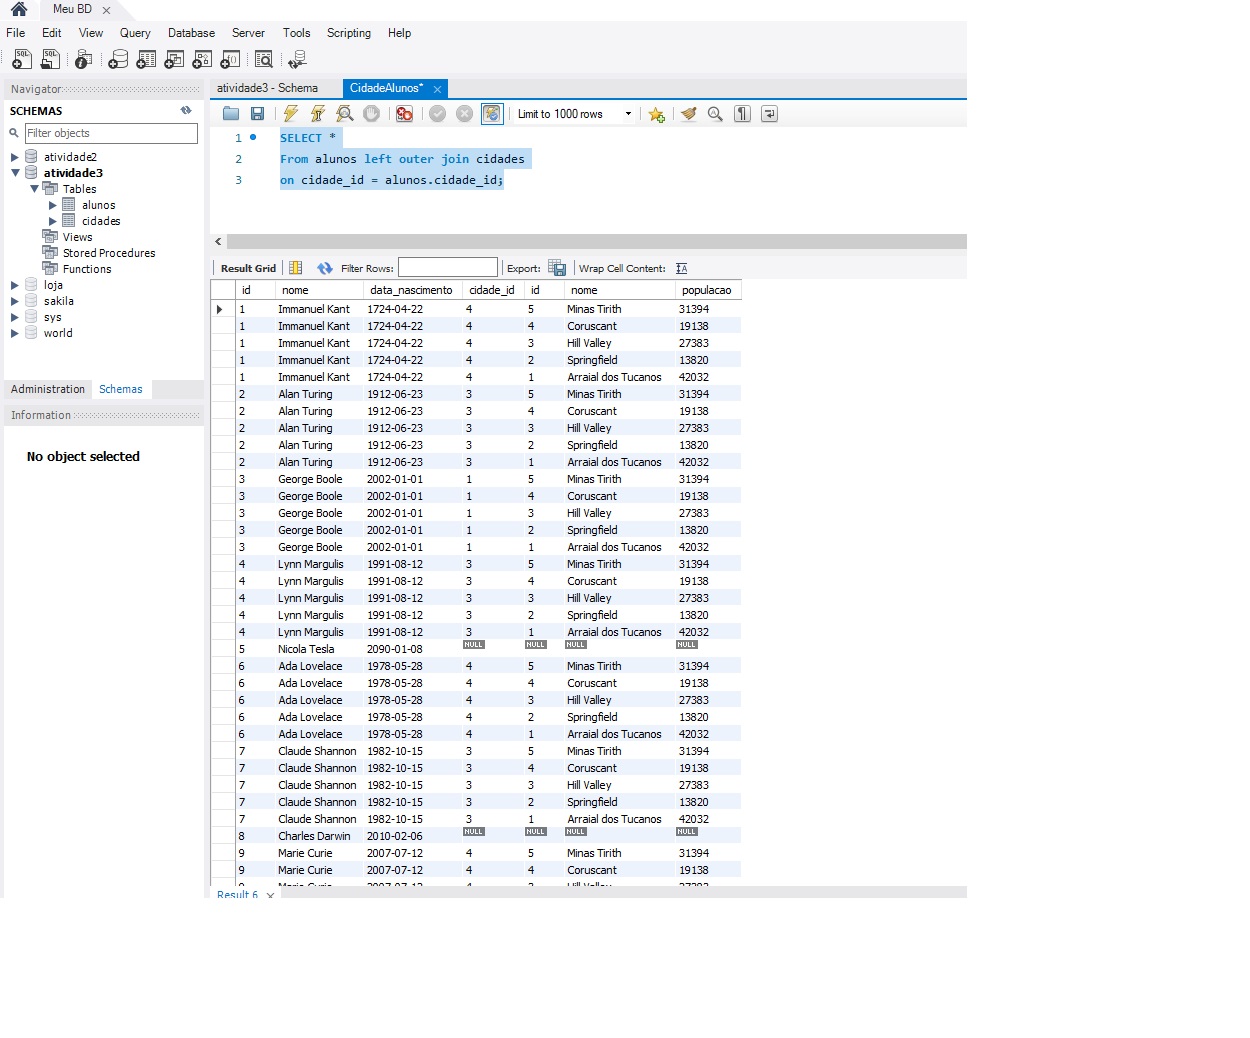 Meu BD
File Edit View Query Database Server Tools Scripting Help
Navigator
SCHEMAS
Filter objects
atividade2
atividade3
Tables
alunos
cidades
Views
Stored Procedures
Functions
loja
sakila
sys
world
Administration Schemas
Information
No object selected
atividade3 - Schema CidadeAlunos*
Limit to 1000 rows
1 SELECT *
2 From alunos left outer join cidades
3 on cidade_id = alunos.cidade_id;
Result Grid Filter Rows: Export: Wrap Cell Content:
id nome data_nascimento cidade_id id nome populacao
1 Immanuel Kant 1724-04-22 4 5 Minas Tirith 31394
1 Immanuel Kant 1724-04-22 4 4 Coruscant 19138
1 Immanuel Kant 1724-04-22 4 3 Hill Valley 27383
1 Immanuel Kant 1724-04-22 4 2 Springfield 13820
1 Immanuel Kant 1724-04-22 4 1 Arraial dos Tucanos 42032
2 Alan Turing 1912-06-23 3 5 Minas Tirith 31394
2 Alan Turing 1912-06-23 3 4 Coruscant 19138
2 Alan Turing 1912-06-23 3 3 Hill Valley 27383
2 Alan Turing 1912-06-23 3 2 Springfield 13820
2 Alan Turing 1912-06-23 3 1 Arraial dos Tucanos 42032
3 George Boole 2002-01-01 1 5 Minas Tirith 31394
3 George Boole 2002-01-01 1 4 Coruscant 19138
3 George Boole 2002-01-01 1 3 Hill Valley 27383
3 George Boole 2002-01-01 1 2 Springfield 13820
3 George Boole 2002-01-01 1 1 Arraial dos Tucanos 42032
4 Lynn Margulis 1991-08-12 3 5 Minas Tirith 31394
4 Lynn Margulis 1991-08-12 3 4 Coruscant 19138
4 Lynn Margulis 1991-08-12 3 3 Hill Valley 27383
4 Lynn Margulis 1991-08-12 3 2 Springfield 13820
4 Lynn Margulis 1991-08-12 3 1 Arraial dos Tucanos 42032
5 Nicola Tesla 2090-01-08 NULL NULL NULL NULL
6 Ada Lovelace 1978-05-28 4 5 Minas Tirith 31394
6 Ada Lovelace 1978-05-28 4 4 Coruscant 19138
6 Ada Lovelace 1978-05-28 4 3 Hill Valley 27383
6 Ada Lovelace 1978-05-28 4 2 Springfield 13820
6 Ada Lovelace 1978-05-28 4 1 Arraial dos Tucanos 42032
7 Claude Shannon 1982-10-15 3 5 Minas Tirith 31394
7 Claude Shannon 1982-10-15 3 4 Coruscant 19138
7 Claude Shannon 1982-10-15 3 3 Hill Valley 27383
7 Claude Shannon 1982-10-15 3 2 Springfield 13820
7 Claude Shannon 1982-10-15 3 1 Arraial dos Tucanos 42032
8 Charles Darwin 2010-02-06 NULL NULL NULL NULL
9 Marie Curie 2007-07-12 4 5 Minas Tirith 31394
9 Marie Curie 2007-07-12 4 4 Coruscant 19138
9 Marie Curie 2007-07-12 4 3 Hill Valley 27383
Result 6